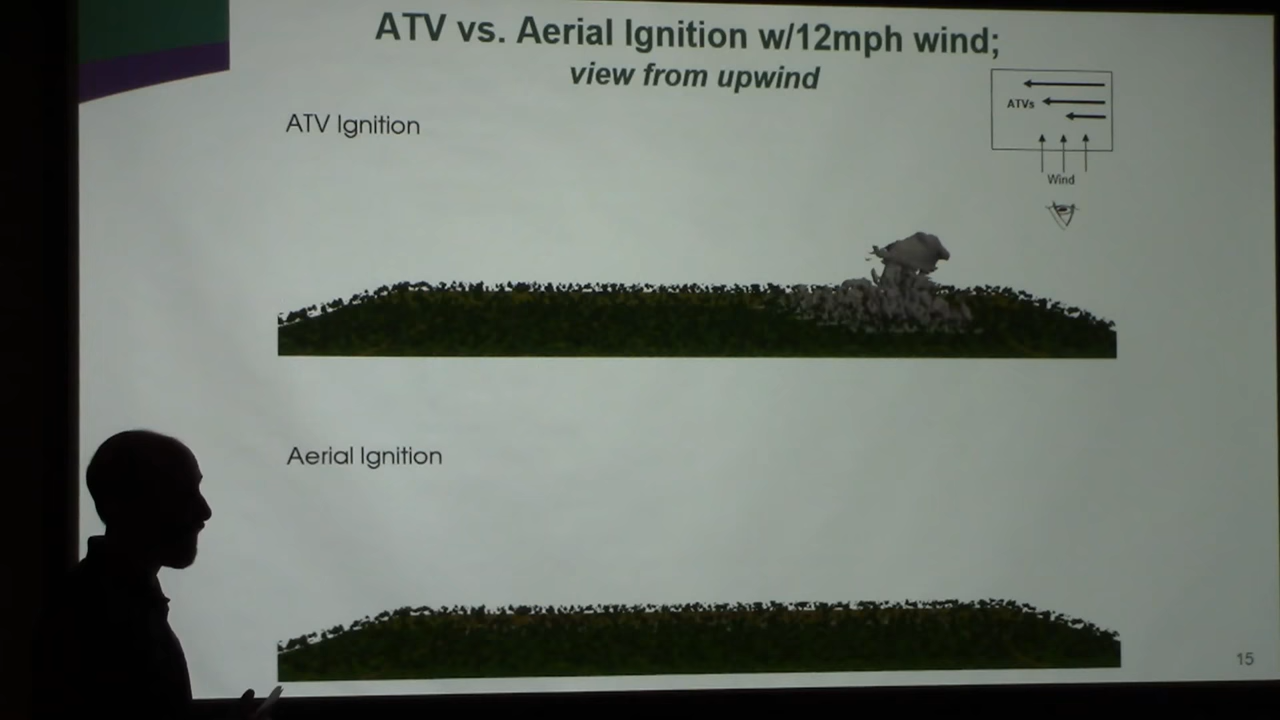 ATV vs. Aerial Ignition w/12mph wind;
view from upwind
ATV Ignition
ATVs
Wind
Aerial Ignition
15